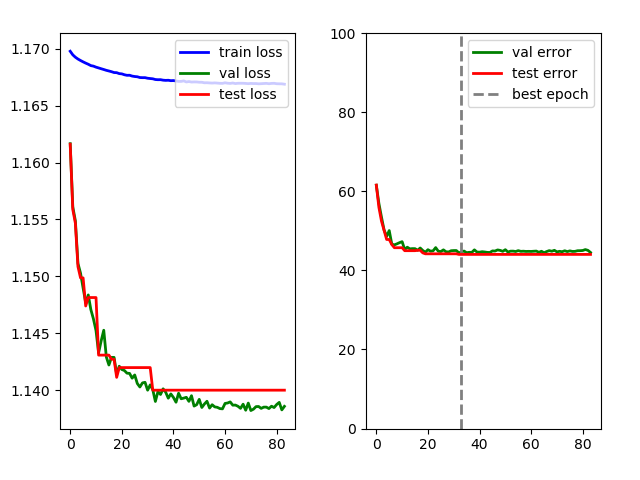 train loss
val loss
test loss
1.170
1.165
1.160
1.155
1.150
1.145
1.140
0 20 40 60 80
val error
test error
best epoch
100
80
60
40
20
0
0 20 40 60 80